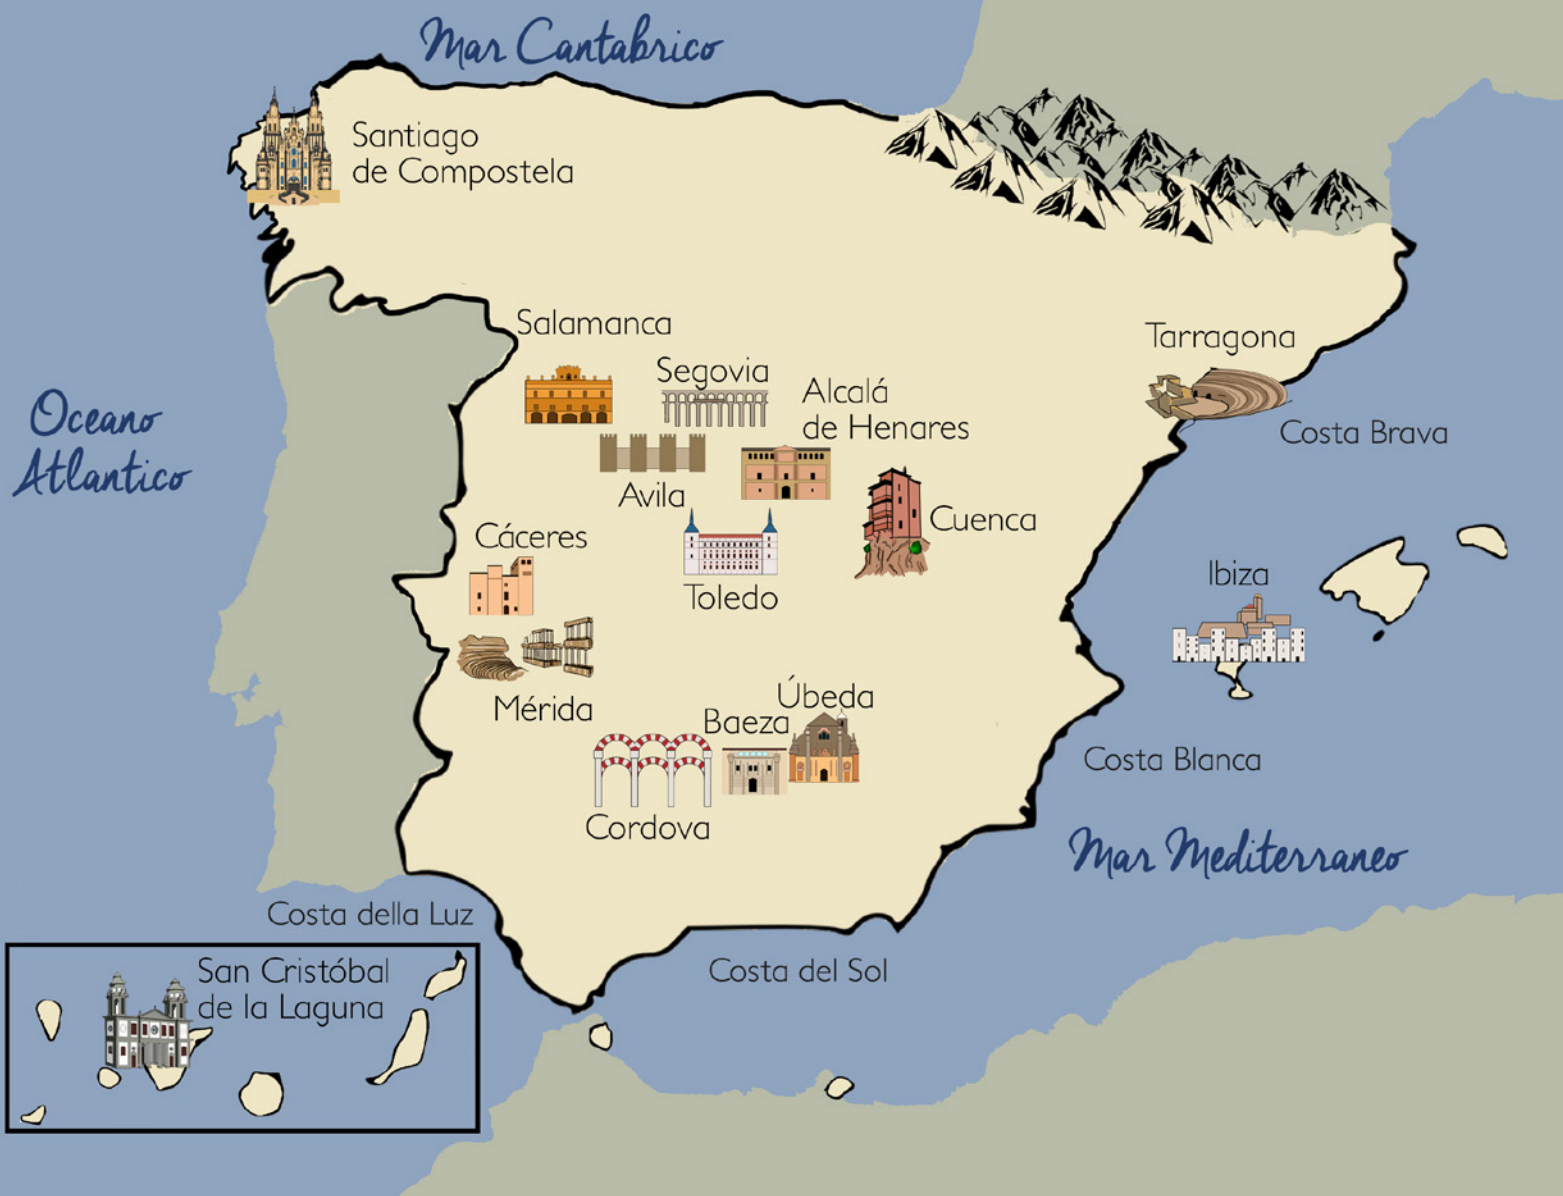 Mar Cantabrico
Santiago
de Compostela
Salamanca
Tarragona
Segovia
Alcalá
de Henares
Oceano
Atlantico
Costa Brava
Avila
Cuenca
Cáceres
Ibiza
Toledo
Úbeda
Mérida
Baeza
Costa Blanca
Cordova
Mar Mediterraneo
Costa della Luz
San Cristóbal
de la Laguna
Costa del Sol